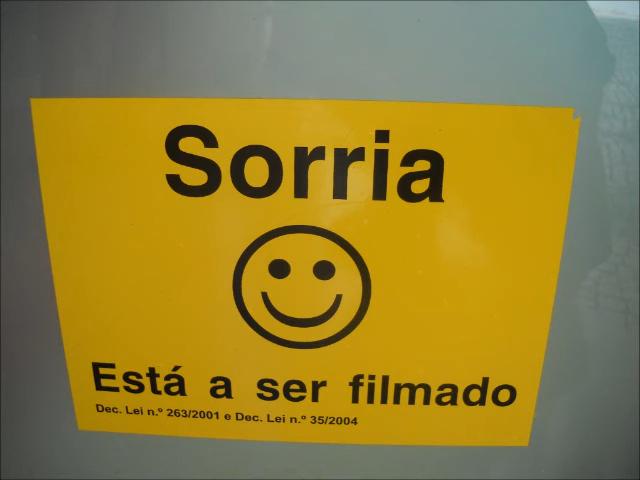 Sorria
Está a ser filmado
Dec. Lei n.º 263/2001 e Dec. Lei n.º 35/2004